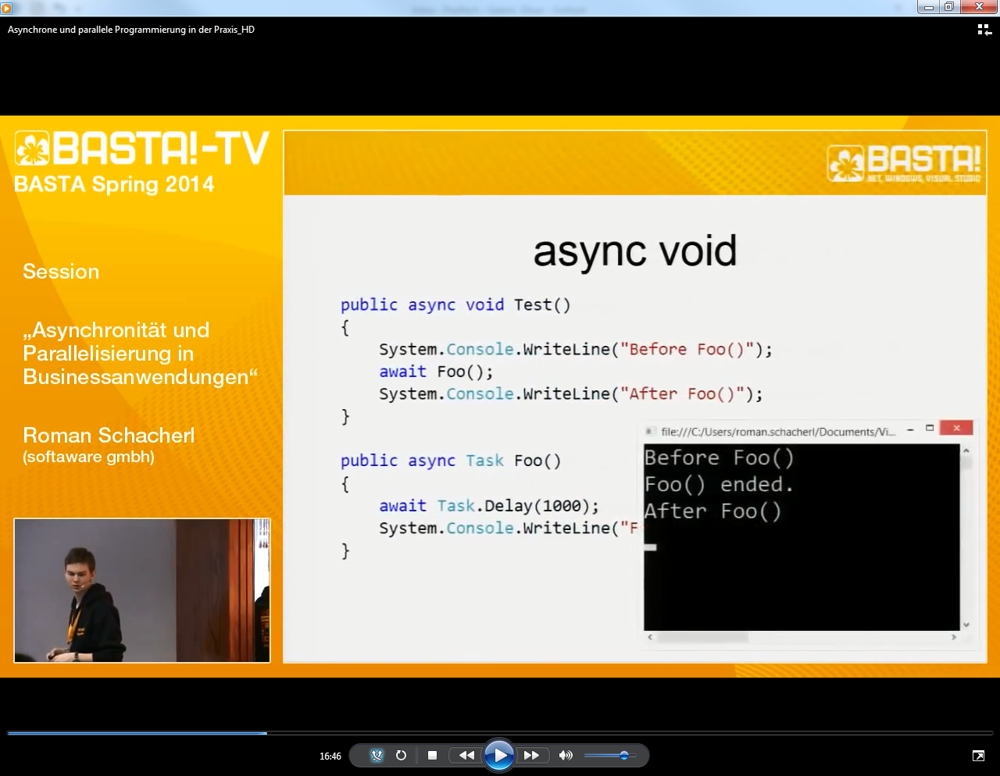 Asynchrone und parallele Programmierung in der Praxis_HD
BASTA!-TV
BASTA Spring 2014
Session
„Asynchronität und
Parallelisierung in
Businessanwendungen“
Roman Schacherl
(softaware gmbh)
BASTA!
.NET, WINDOWS, VISUAL STUDIO
async void
public async void Test()
{
System.Console.WriteLine("Before Foo()");
await Foo();
System.Console.WriteLine("After Foo()");
}
public async Task Foo()
{
await Task.Delay(1000);
System.Console.WriteLine("F
}
file:///C:/Users/roman.schacherl/Documents/Vi...
Before Foo()
Foo() ended.
After Foo()
16:46